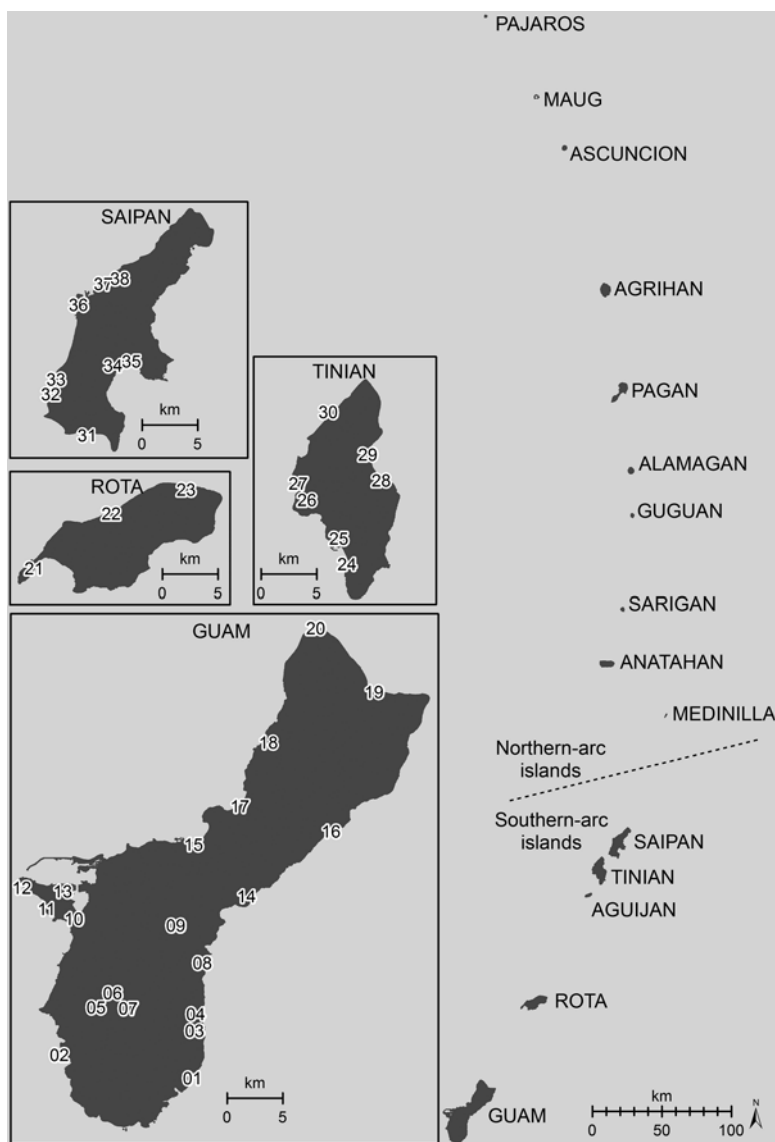 PAJAROS
MAUG
ASCUNCION
AGRIHAN
PAGAN
ALAMAGAN
GUGUAN
SARIGAN
ANATAHAN
MEDINILLA
Northern-arc
islands
Southern-arc
islands
SAIPAN
TINIAN
AGUIJAN
ROTA
GUAM
km
0 50 100
N
SAIPAN
38
37
36
35
34
33
32
31
km
0 5
TINIAN
30
29
28
27
26
25
24
km
0 5
ROTA
23
22
21
km
0 5
GUAM
20
19
18
17
16
15
14
13
12
11
10
09
08
06
05 07
04
03
02
01
km
0 5